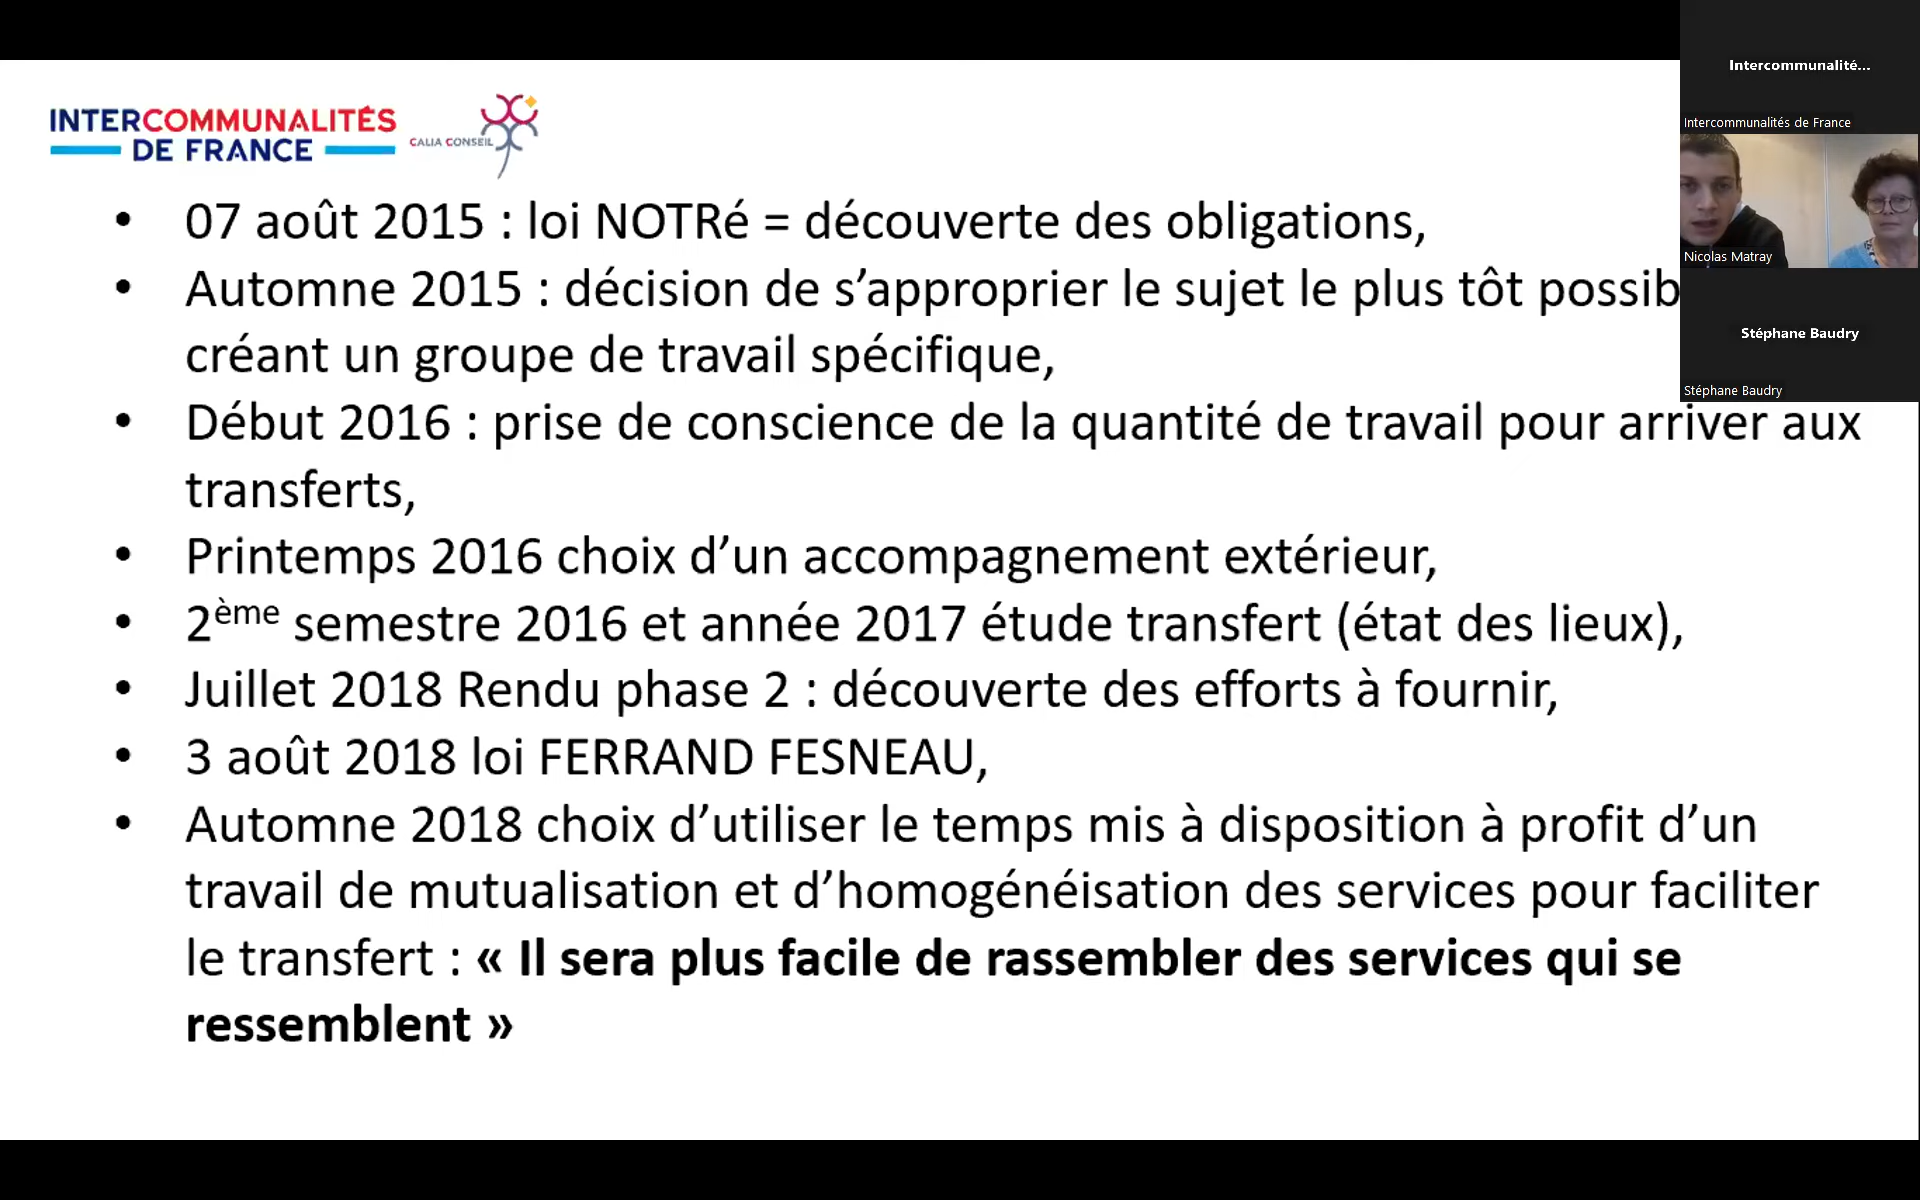 INTERCOMMUNALITÉS
DE FRANCE
CALIA CONSEIL
• 07 août 2015 : loi NOTRé = découverte des obligations,
• Automne 2015 : décision de s’approprier le sujet le plus tôt
créant un groupe de travail spécifique,
• Début 2016 : prise de conscience de la quantité de travail pour arriver aux
transferts,
• Printemps 2016 choix d’un accompagnement extérieur,
• 2ème semestre 2016 et année 2017 étude transfert (état des lieux),
• Juillet 2018 Rendu phase 2 : découverte des efforts à fournir,
• 3 août 2018 loi FERRAND FESNEAU,
• Automne 2018 choix d’utiliser le temps mis à disposition à profit d’un
travail de mutualisation et d’homogénéisation des services pour faciliter
le transfert : « Il sera plus facile de rassembler des services qui se
ressemblent »
Intercommunalité...
Intercommunalités de France
Nicolas Matray
Stéphane Baudry
Stéphane Baudry